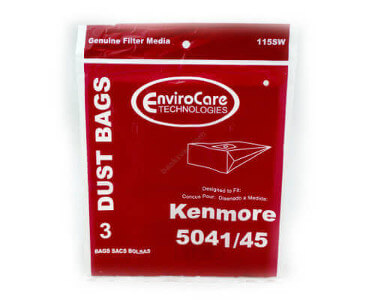 Genuine Filter Media
115SW
DUST BAGS
3
BAGS SACS BOLSAS
EnviroCare
TECHNOLOGIES
Designed to Fit:
Concue Pour: Diseñado a Medida:
Kenmore
5041/45